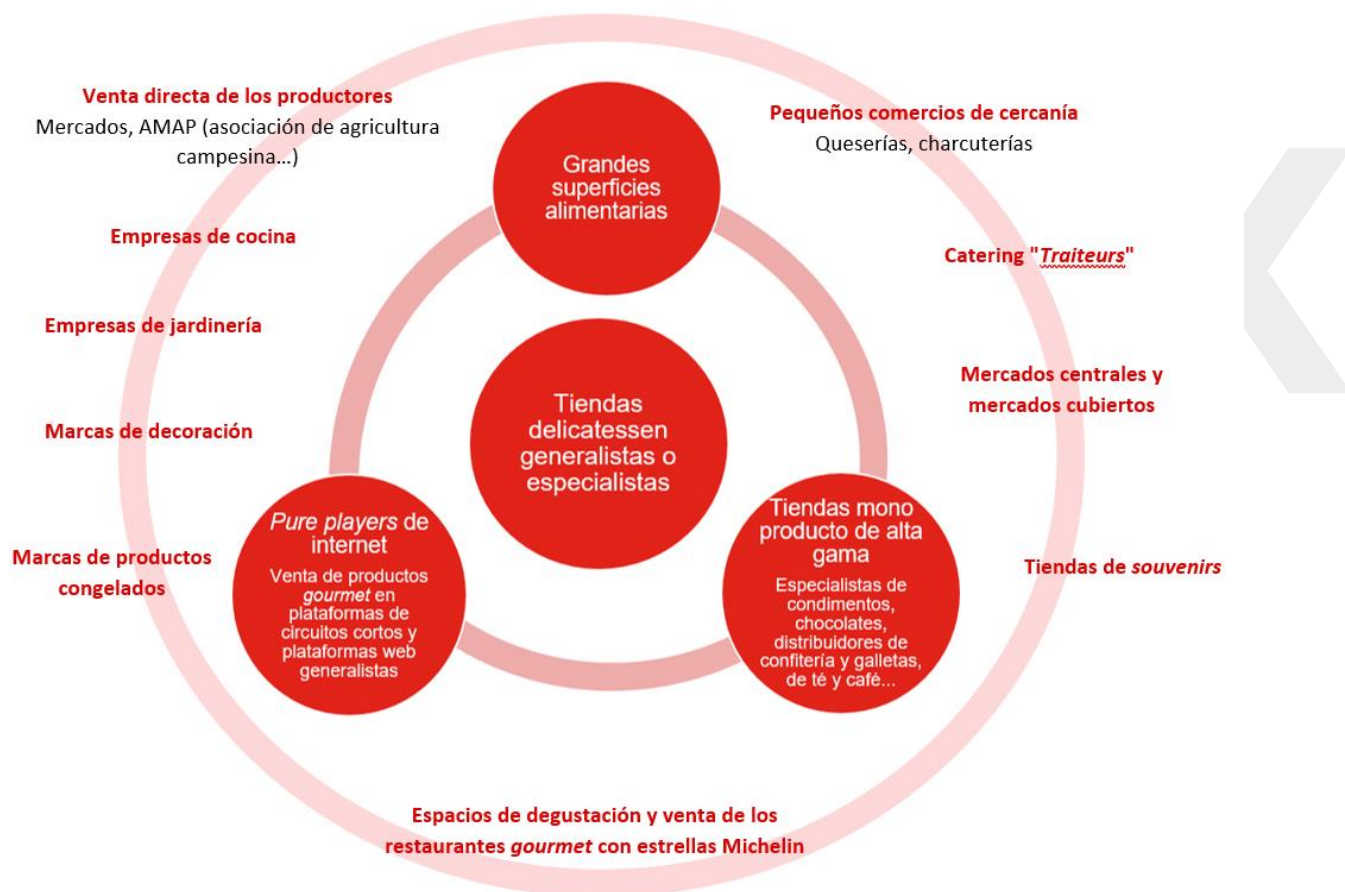 Venta directa de los productores
Mercados, AMAP (asociación de agricultura
campesina…)
Pequeños comercios de cercanía
Queserías, charcuterías
Grandes
superficies
alimentarias
Empresas de cocina
Catering "Traiteurs"
Empresas de jardinería
Mercados centrales y
mercados cubiertos
Marcas de decoración
Tiendas
delicatessen
generalistas o
especialistas
Marcas de productos
congelados
Pure players de
internet
Venta de productos
gourmet en
plataformas de
circuitos cortos y
plataformas web
generalistas
Tiendas mono
producto de alta
gama
Especialistas de
condimentos,
chocolates,
distribuidores de
confitería y galletas,
de té y café...
Tiendas de souvenirs
Espacios de degustación y venta de los
restaurantes gourmet con estrellas Michelin